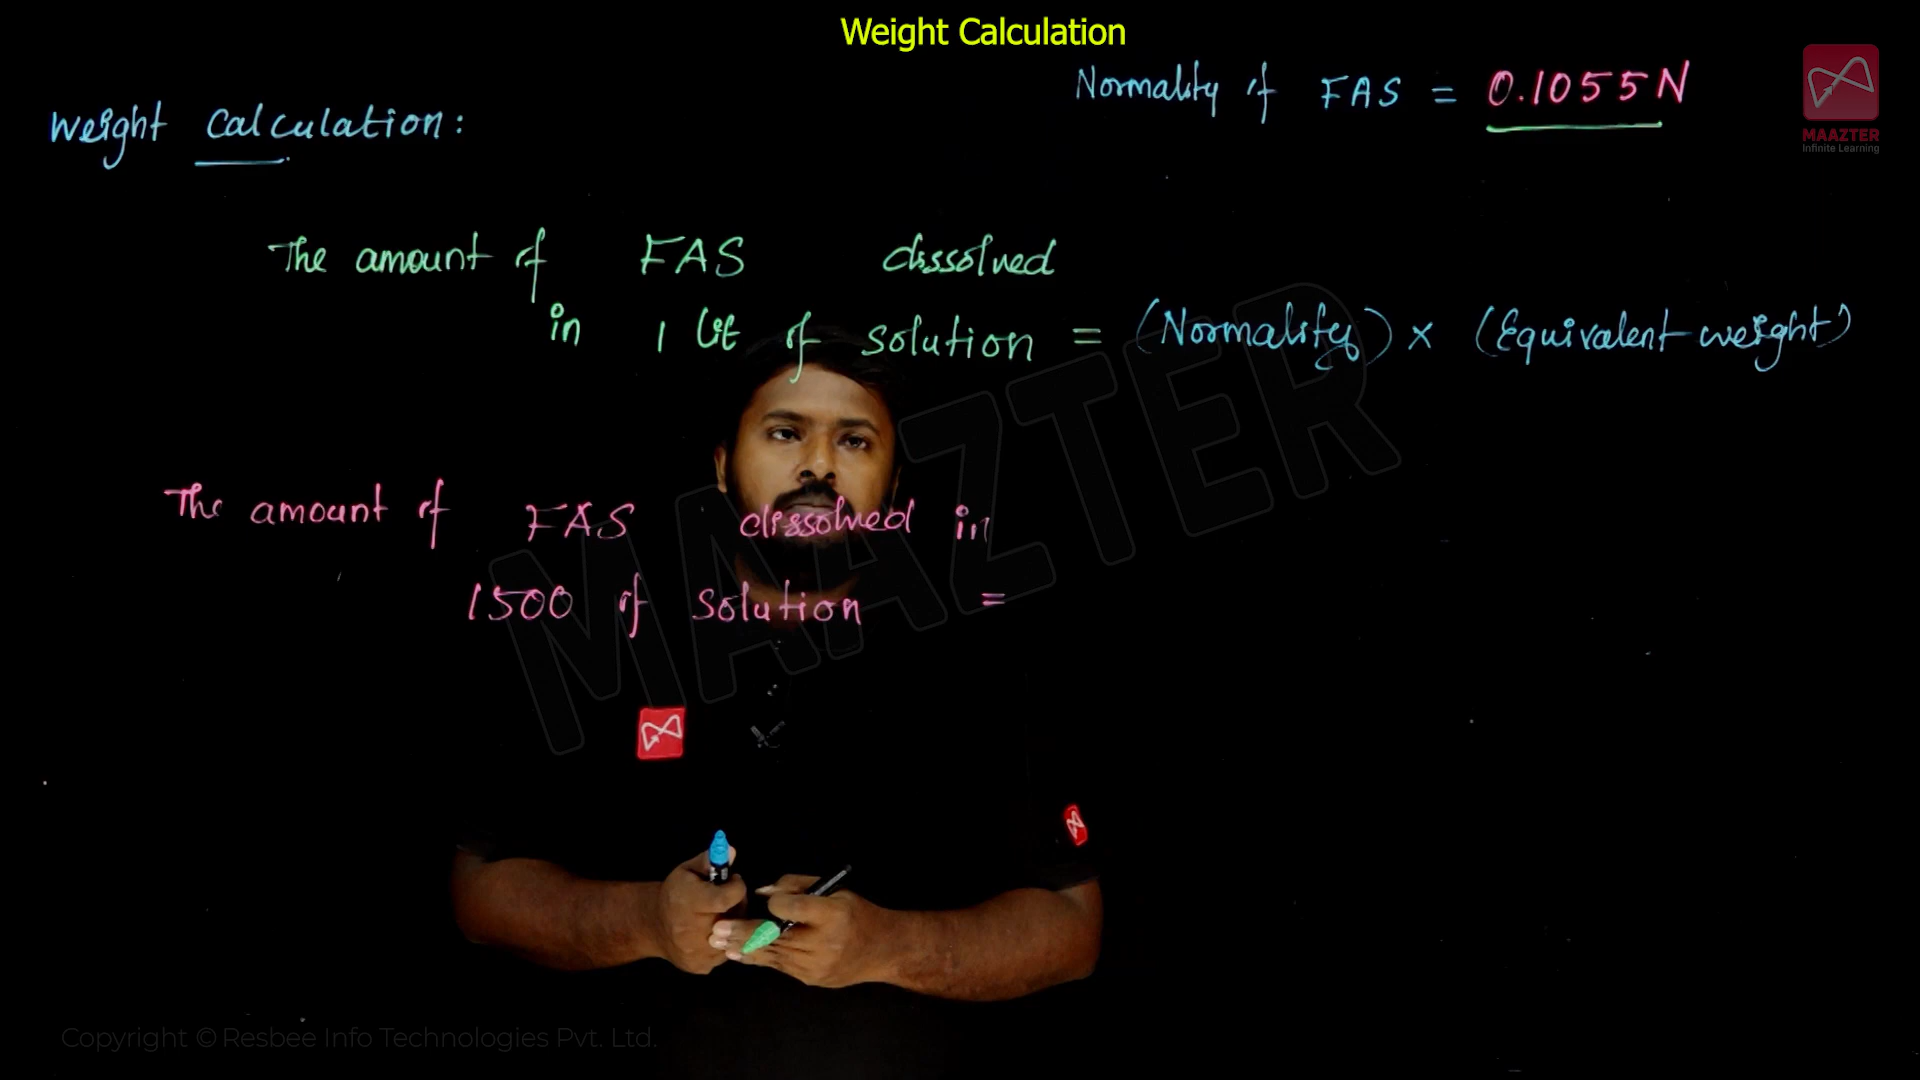 Weight Calculation
Normality of FAS = 0.1055N
MAAZTER
Infinite Learning
Weight Calculation:
The amount of FAS dissolved
in 1 lit of solution = (Normality) × (Equivalent weight)
The amount of FAS dissolved in
1500 of solution =
MAAZTER
Copyright © Resbee Info Technologies Pvt. Ltd.